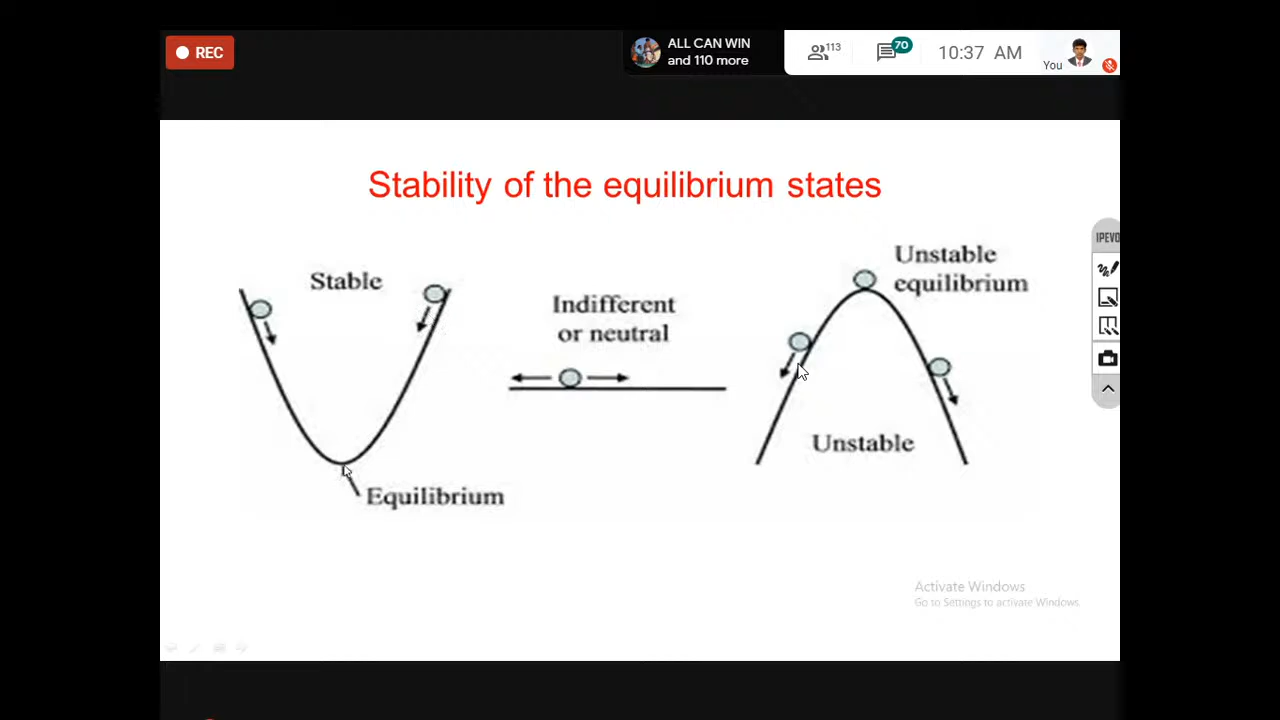 REC
ALL CAN WIN
and 110 more
113
70
10:37 AM
You
Stability of the equilibrium states
IPEVO
Stable
Indifferent
or neutral
Unstable
equilibrium
Unstable
Equilibrium
Activate Windows
Go to Settings to activate Windows.